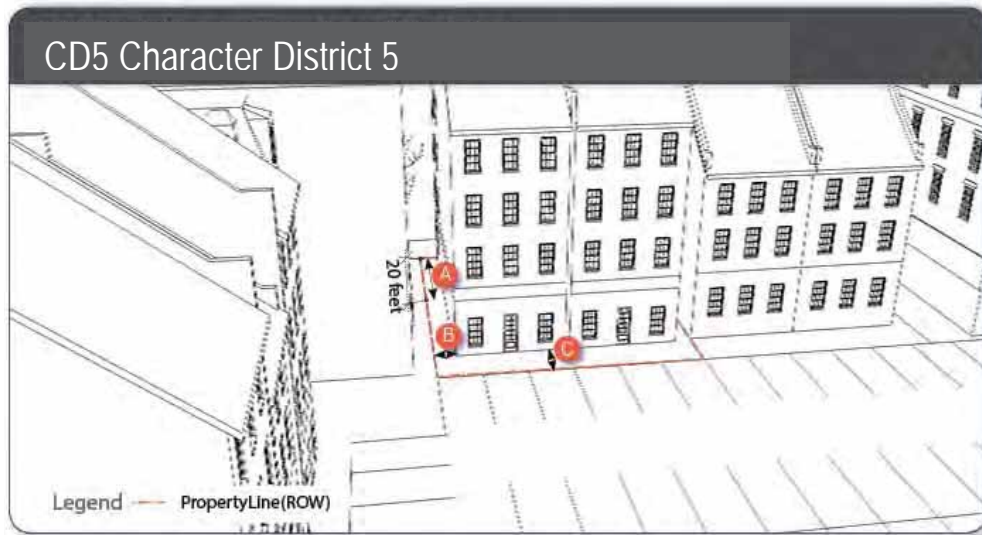 CD5 Character District 5
20 feet
A
B
C
Legend PropertyLine(ROW)